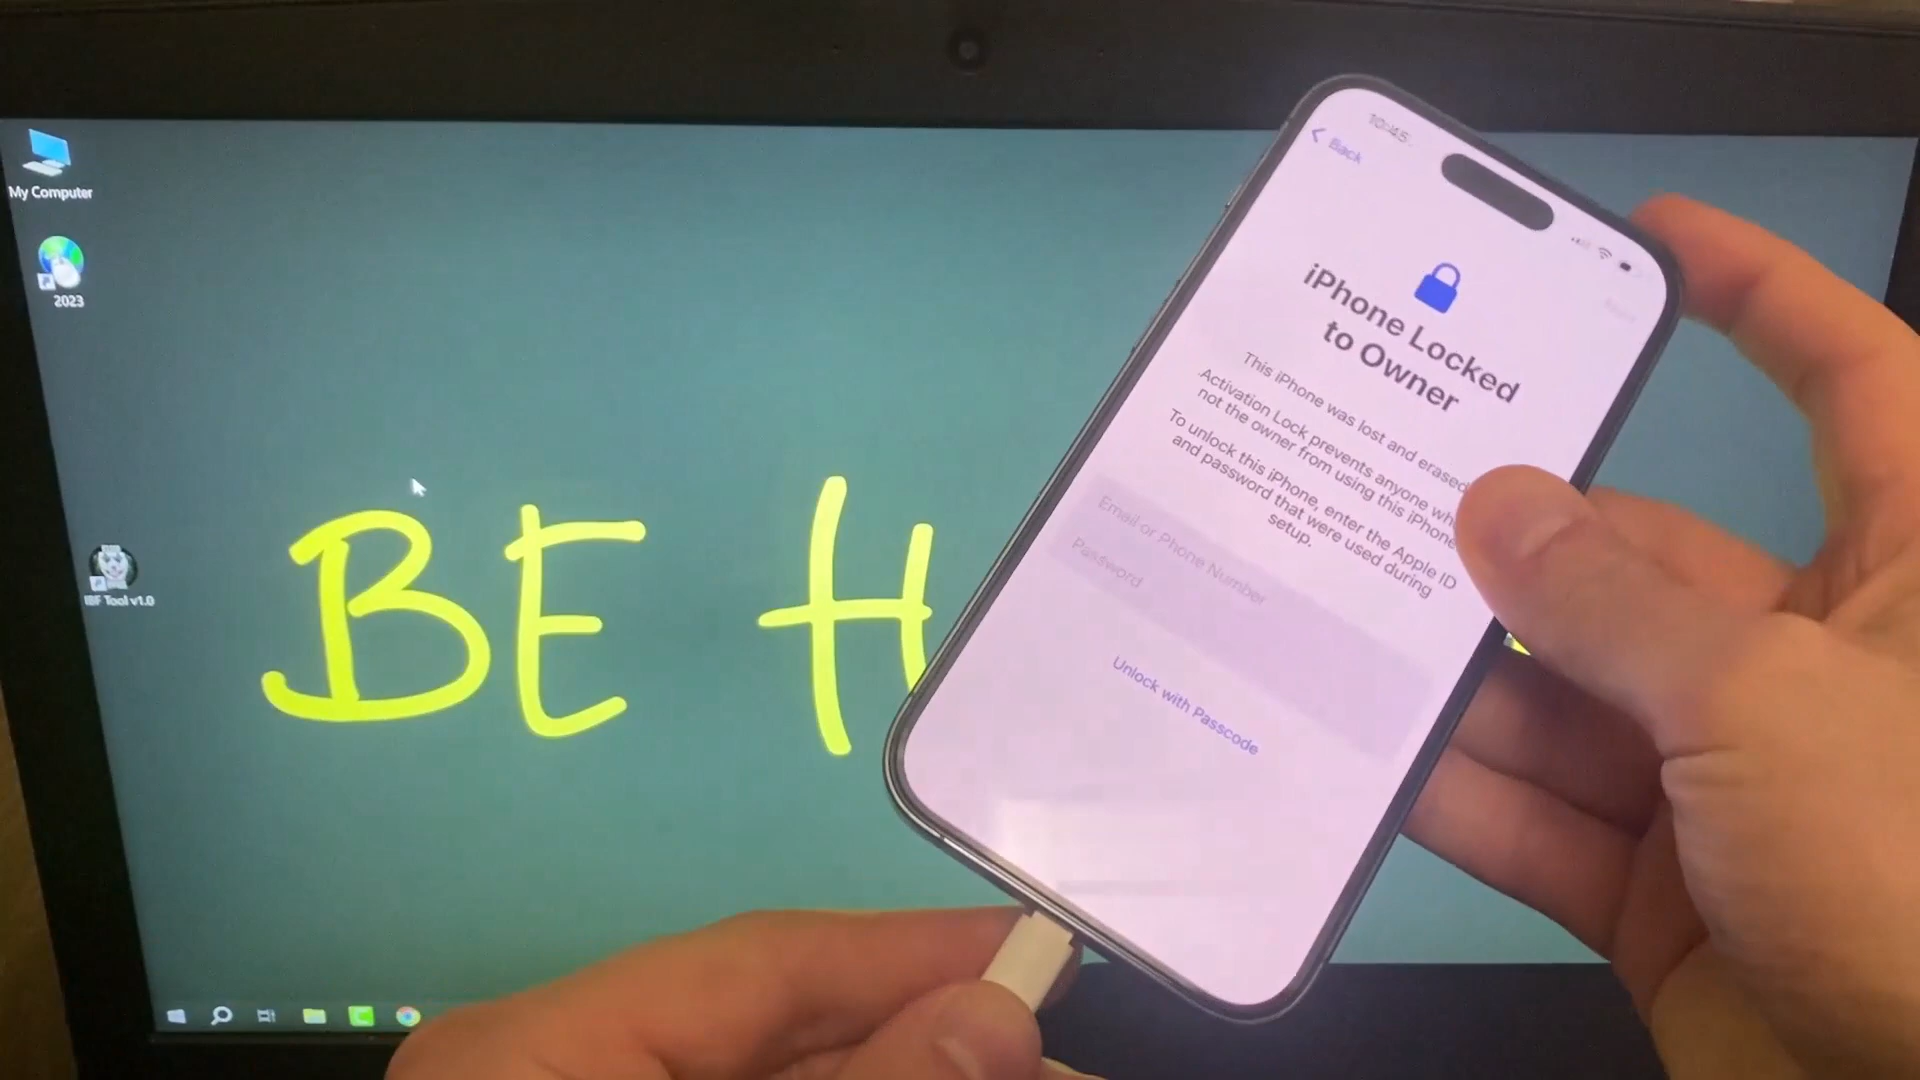 My Computer
2023
IBF Tool v1.0
BE H
10:45
Back
iPhone Locked
to Owner
This iPhone was lost and erased
Activation Lock prevents anyone
not the owner from using this iPhone
To unlock this iPhone, enter the Apple ID
and password that were used during
setup.
Email or Phone Number
Password
Unlock with Passcode